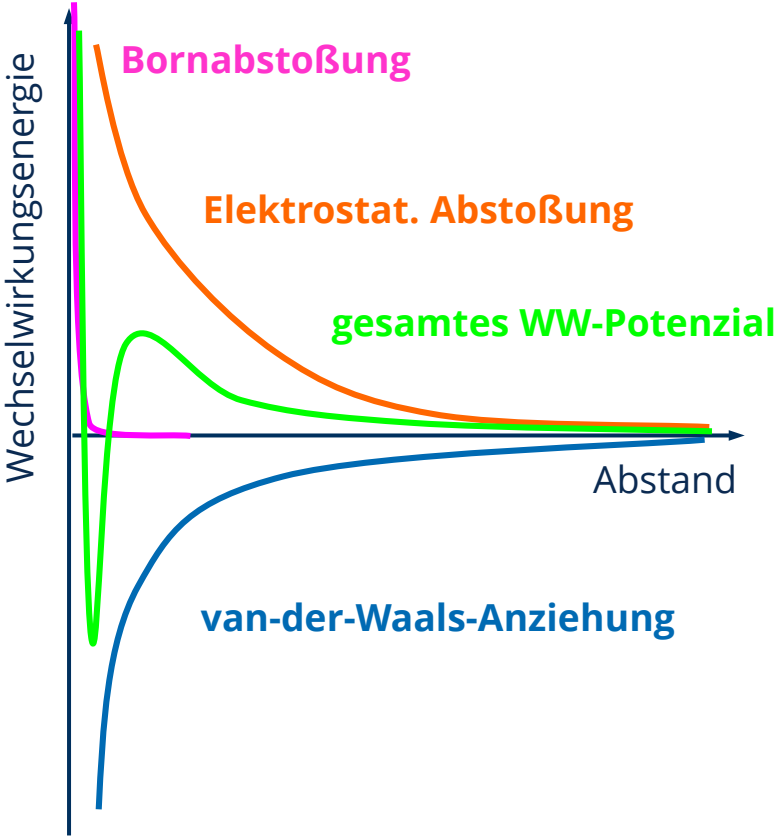 Wechselwirkungsenergie
Bornabstoßung
Elektrostat. Abstoßung
gesamtes WW-Potenzial
Abstand
van-der-Waals-Anziehung